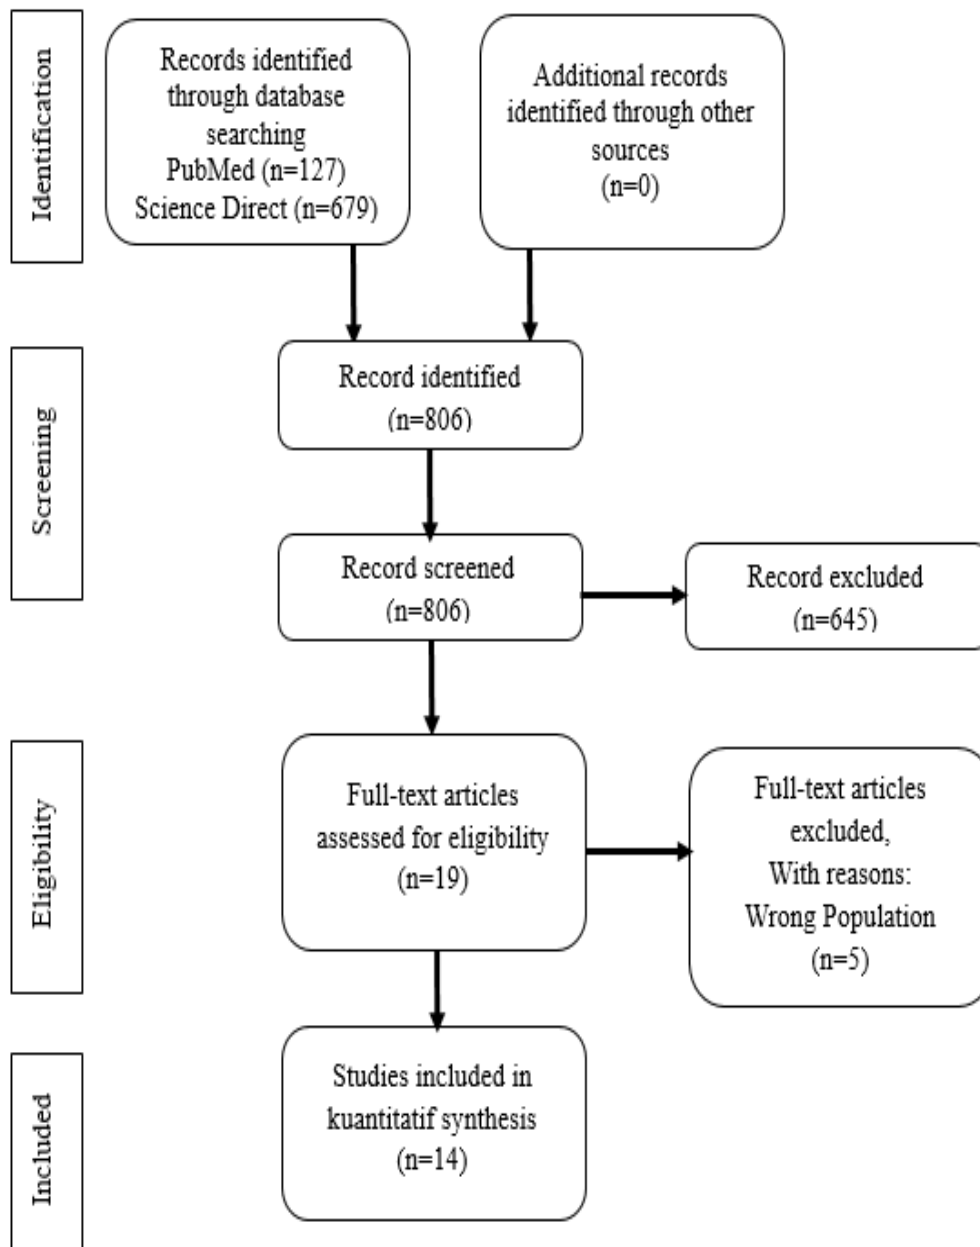 Identification
Records identified
through database
searching
PubMed (n=127)
Science Direct (n=679)
Additional records
identified through other
sources
(n=0)
Screening
Record identified
(n=806)
Record screened
(n=806)
Record excluded
(n=645)
Eligibility
Full-text articles
assessed for eligibility
(n=19)
Full-text articles
excluded,
With reasons:
Wrong Population
(n=5)
Included
Studies included in
kuantitatif synthesis
(n=14)